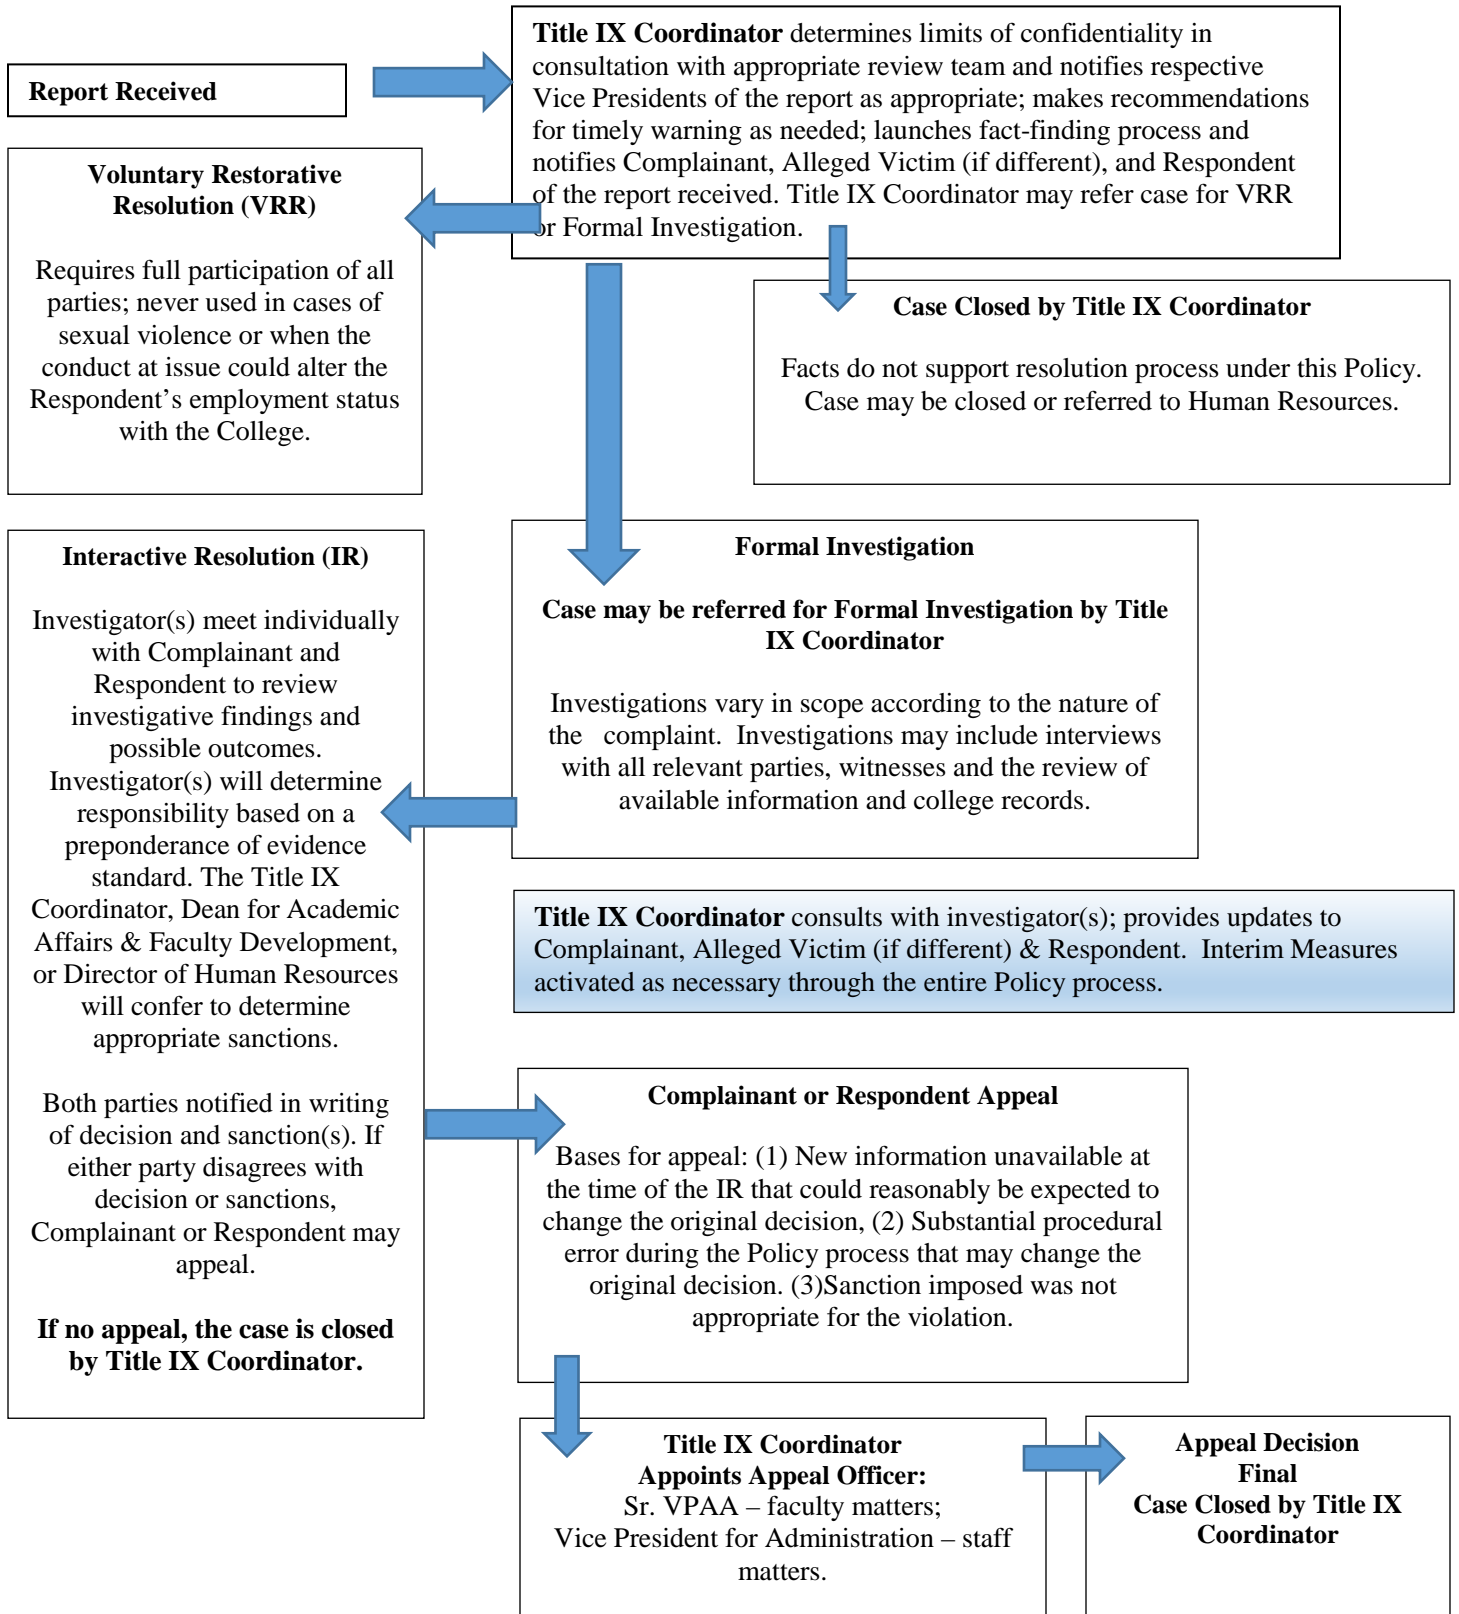 Report Received
Title IX Coordinator determines limits of confidentiality in
consultation with appropriate review team and notifies respective
Vice Presidents of the report as appropriate; makes recommendations
for timely warning as needed; launches fact-finding process and
notifies Complainant, Alleged Victim (if different), and Respondent
of the report received. Title IX Coordinator may refer case for VRR
or Formal Investigation.
Voluntary Restorative
Resolution (VRR)
Requires full participation of all
parties; never used in cases of
sexual violence or when the
conduct at issue could alter the
Respondent’s employment status
with the College.
Case Closed by Title IX Coordinator
Facts do not support resolution process under this Policy.
Case may be closed or referred to Human Resources.
Formal Investigation
Case may be referred for Formal Investigation by Title
IX Coordinator
Investigations vary in scope according to the nature of
the   complaint.  Investigations may include interviews
with all relevant parties, witnesses and the review of
available information and college records.
Interactive Resolution (IR)
Investigator(s) meet individually
with Complainant and
Respondent to review
investigative findings and
possible outcomes.
Investigator(s) will determine
responsibility based on a
preponderance of evidence
standard. The Title IX
Coordinator, Dean for Academic
Affairs & Faculty Development,
or Director of Human Resources
will confer to determine
appropriate sanctions.
Both parties notified in writing
of decision and sanction(s). If
either party disagrees with
decision or sanctions,
Complainant or Respondent may
appeal.
If no appeal, the case is closed
by Title IX Coordinator.
Title IX Coordinator consults with investigator(s); provides updates to
Complainant, Alleged Victim (if different) & Respondent.  Interim Measures
activated as necessary through the entire Policy process.
Complainant or Respondent Appeal
Bases for appeal: (1) New information unavailable at
the time of the IR that could reasonably be expected to
change the original decision, (2) Substantial procedural
error during the Policy process that may change the
original decision. (3)Sanction imposed was not
appropriate for the violation.
Title IX Coordinator
Appoints Appeal Officer:
Sr. VPAA – faculty matters;
Vice President for Administration – staff
matters.
Appeal Decision
Final
Case Closed by Title IX
Coordinator